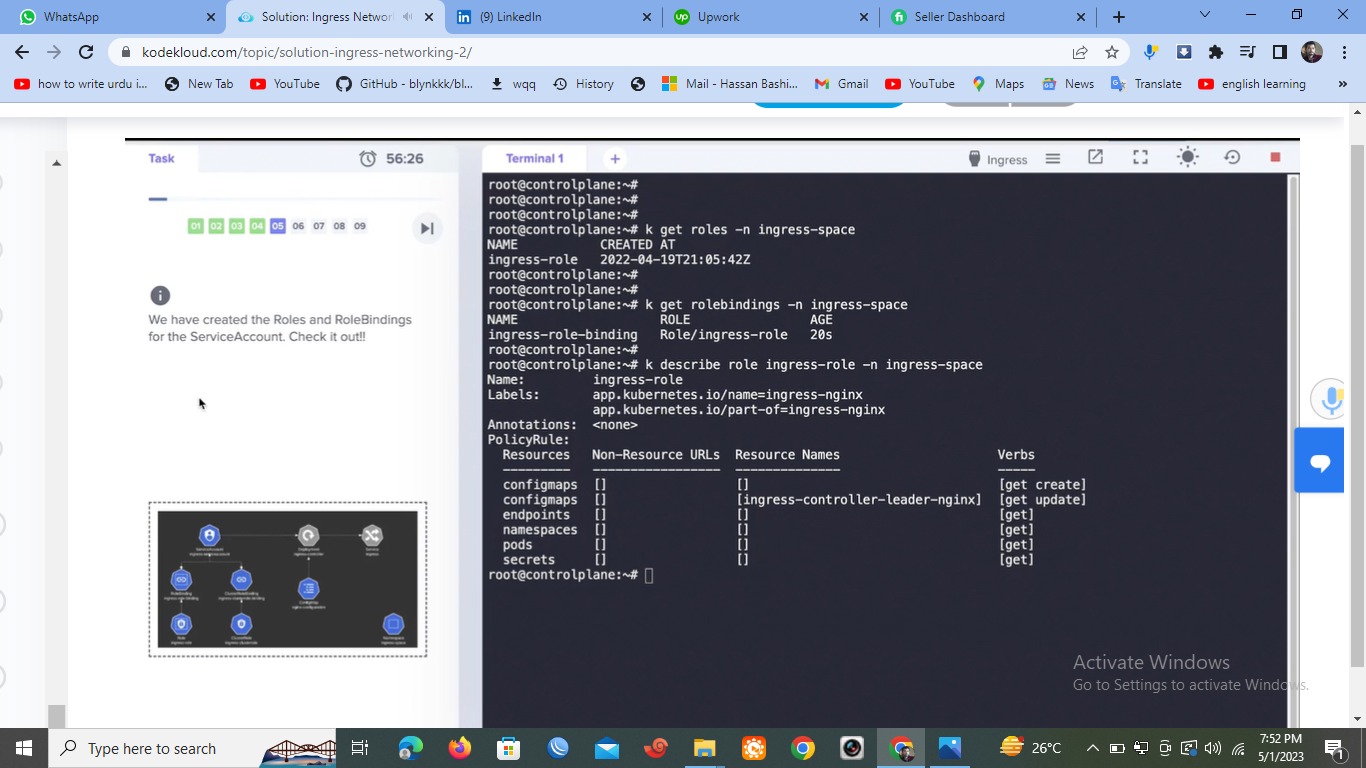 WhatsApp
Solution: Ingress Networ
(9) LinkedIn
Upwork
Seller Dashboard
kodekloud.com/topic/solution-ingress-networking-2/
how to write urdu i...
New Tab
YouTube
GitHub - blynkkk/bl...
wqq
History
Mail - Hassan Bashi...
Gmail
YouTube
Maps
News
Translate
english learning
»
Task
56:26
01 02 03 04 05 06 07 08 09
We have created the Roles and RoleBindings
for the ServiceAccount. Check it out!!
Terminal 1
+
Ingress
root@controlplane:~#
root@controlplane:~#
root@controlplane:~#
root@controlplane:~# k get roles -n ingress-space
NAME CREATED AT
ingress-role 2022-04-19T21:05:42Z
root@controlplane:~#
root@controlplane:~#
root@controlplane:~# k get rolebindings -n ingress-space
NAME ROLE AGE
ingress-role-binding Role/ingress-role 20s
root@controlplane:~#
root@controlplane:~# k describe role ingress-role -n ingress-space
Name: ingress-role
Labels: app.kubernetes.io/name=ingress-nginx
app.kubernetes.io/part-of=ingress-nginx
Annotations: <none>
PolicyRule:
Resources Non-Resource URLs Resource Names Verbs
--------- ----------------- -------------- -----
configmaps [] [] [get create]
configmaps [] [ingress-controller-leader-nginx] [get update]
endpoints [] [] [get]
namespaces [] [] [get]
pods [] [] [get]
secrets [] [] [get]
root@controlplane:~#
Activate Windows
Go to Settings to activate Windows.
Type here to search
26°C
7:52 PM
5/1/2023
1